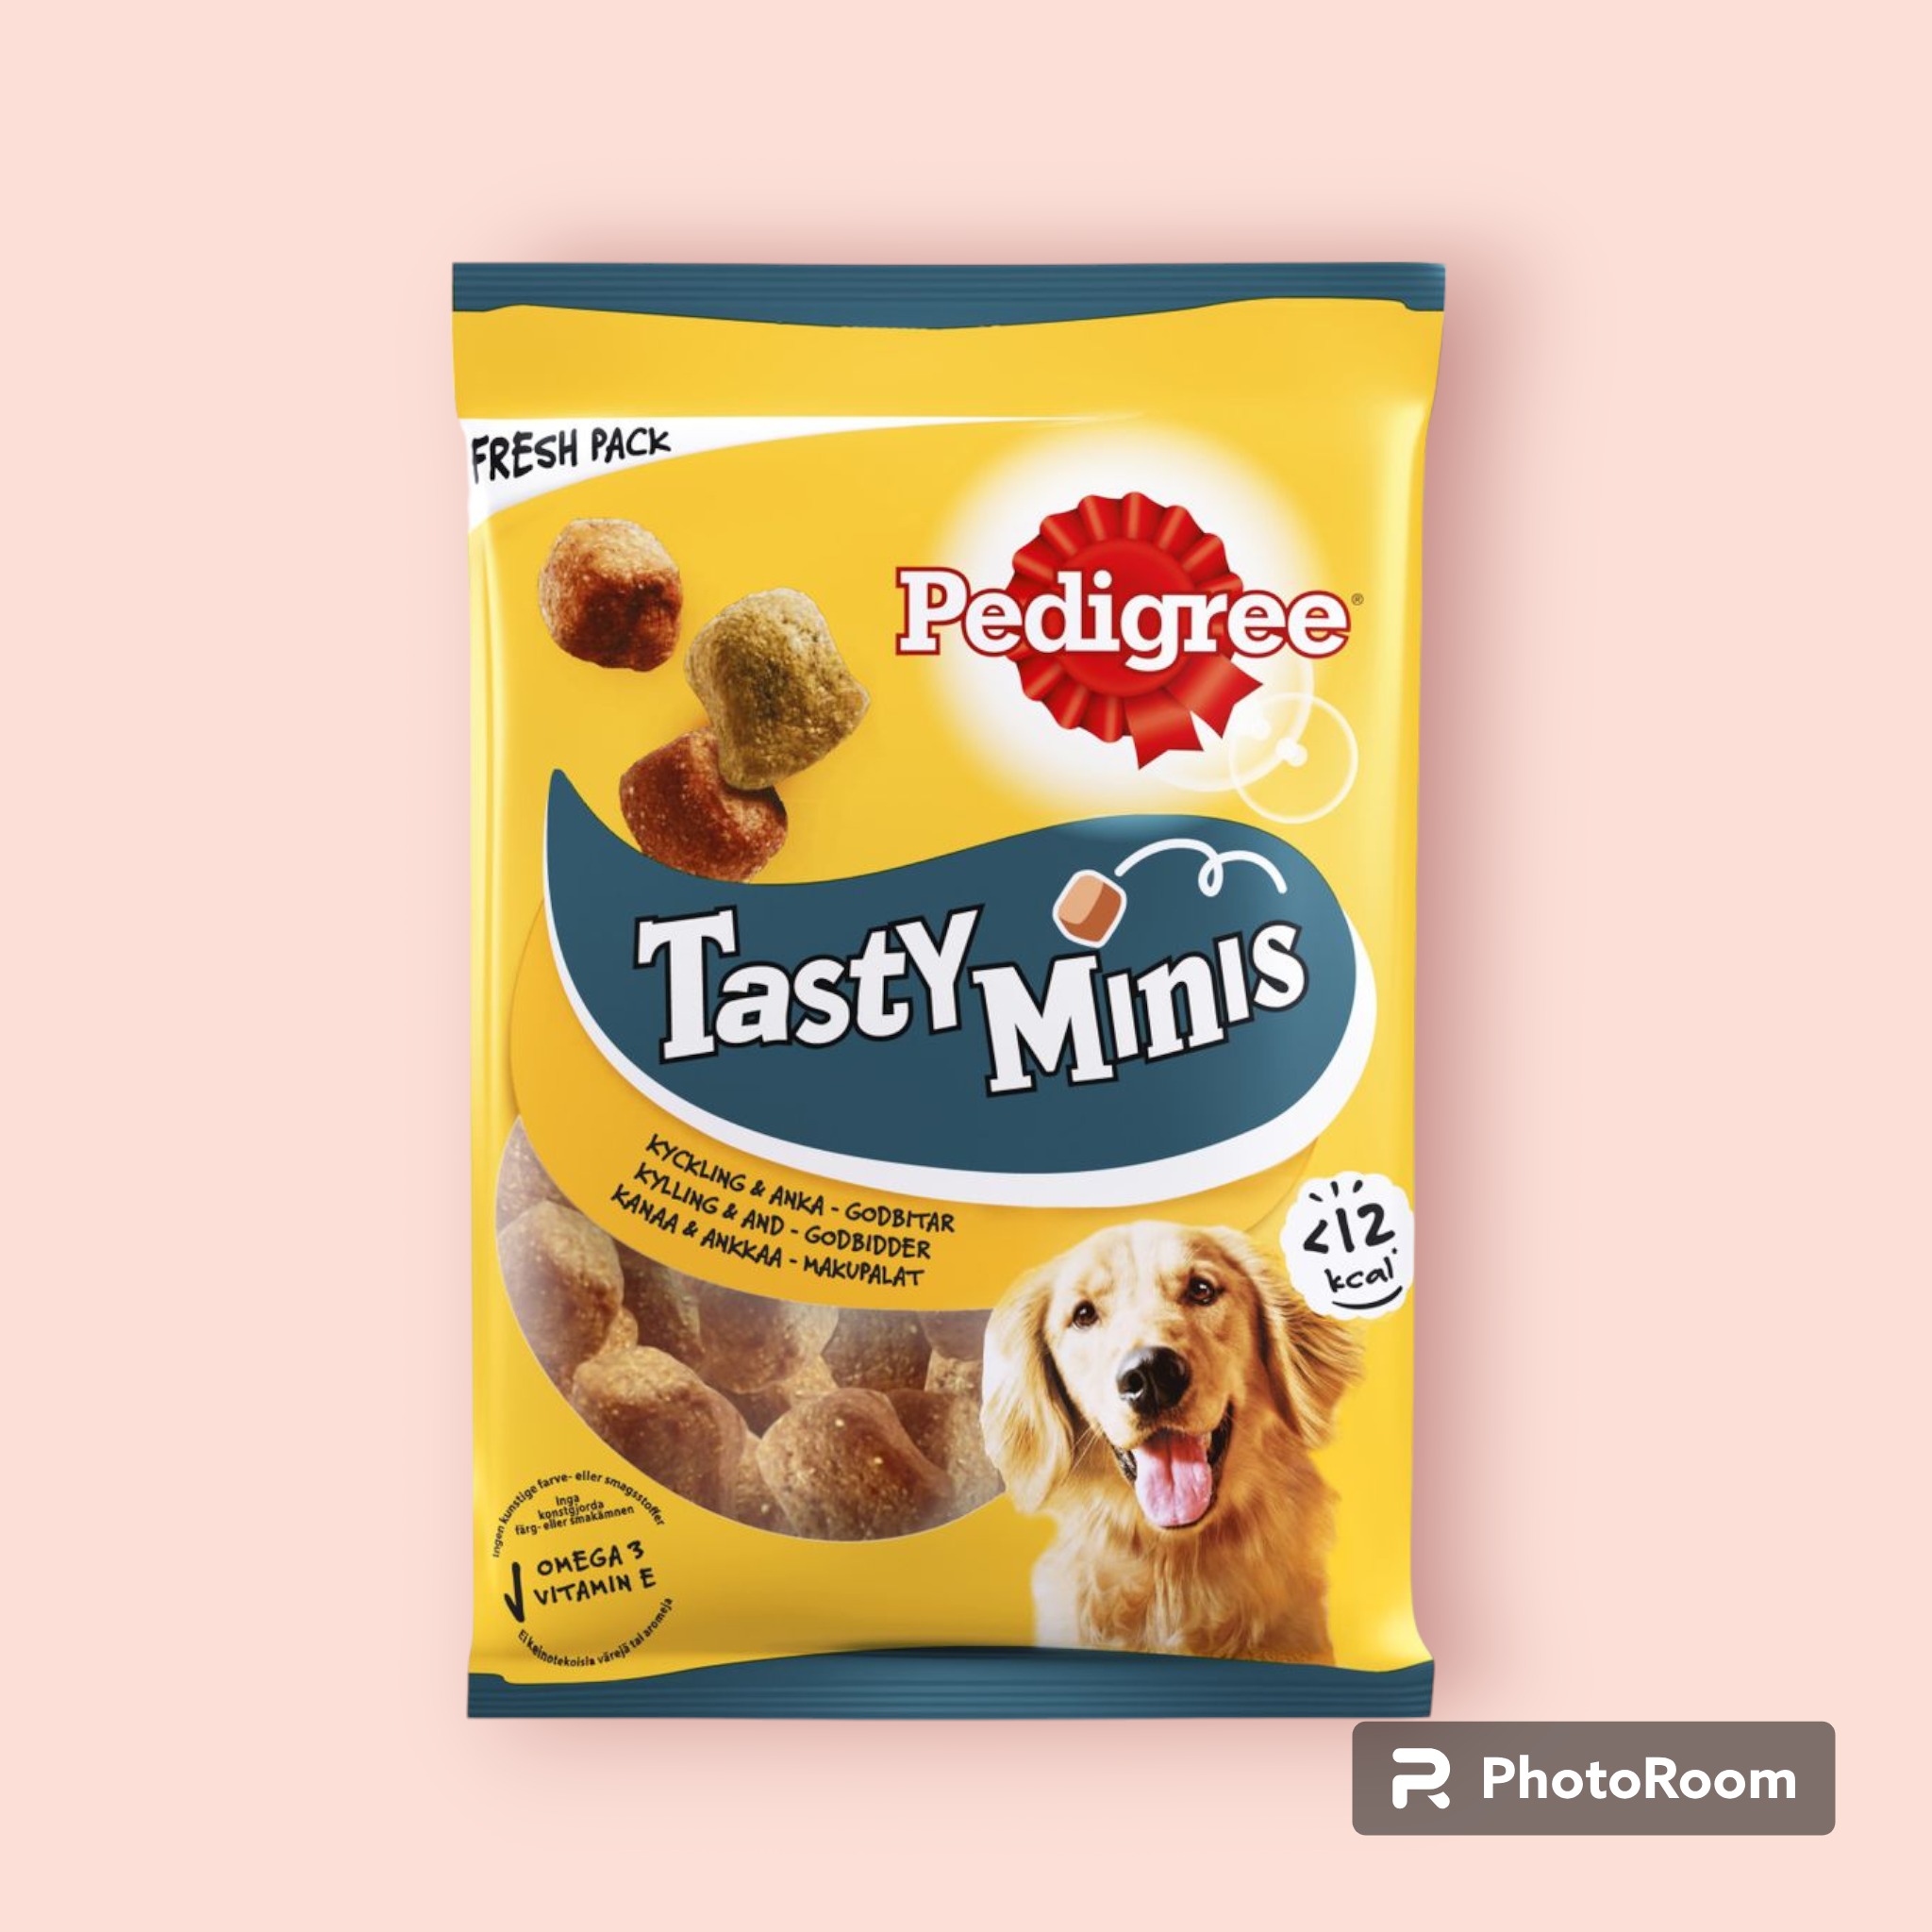 FRESH PACK
Pedigree®
TastY MinIs
KYCKLING & ANKA - GODBITAR
KYLLING & AND - GODBIDDER
KANAA & ANKKAA - MAKUPALAT
<12
kcal*
Ingen kunstige farve- eller smagsstoffer
Inga
konstgjorda
färg- eller smakämnen
OMEGA 3
VITAMIN E
Ei keinotekoisia värejä tai aromeja
PhotoRoom